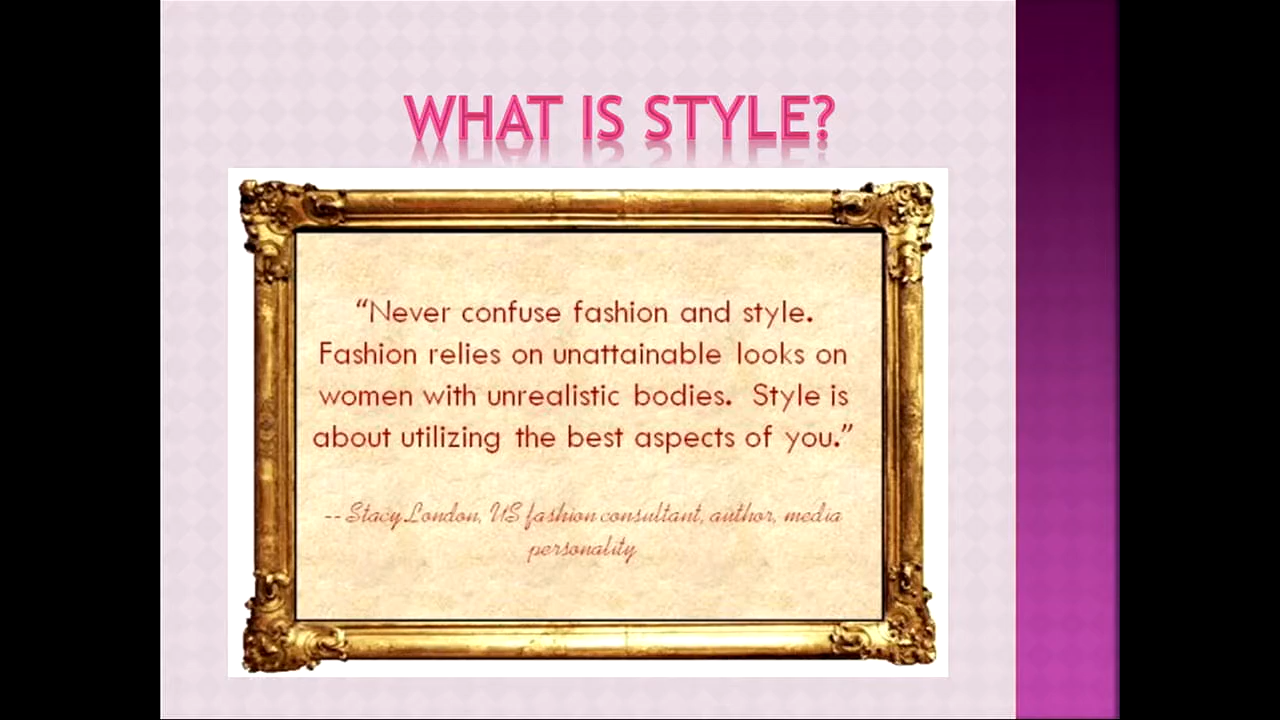 WHAT IS STYLE?
“Never confuse fashion and style.
Fashion relies on unattainable looks on
women with unrealistic bodies.  Style is
about utilizing the best aspects of you.”
-- Stacy London, US fashion consultant, author, media
personality